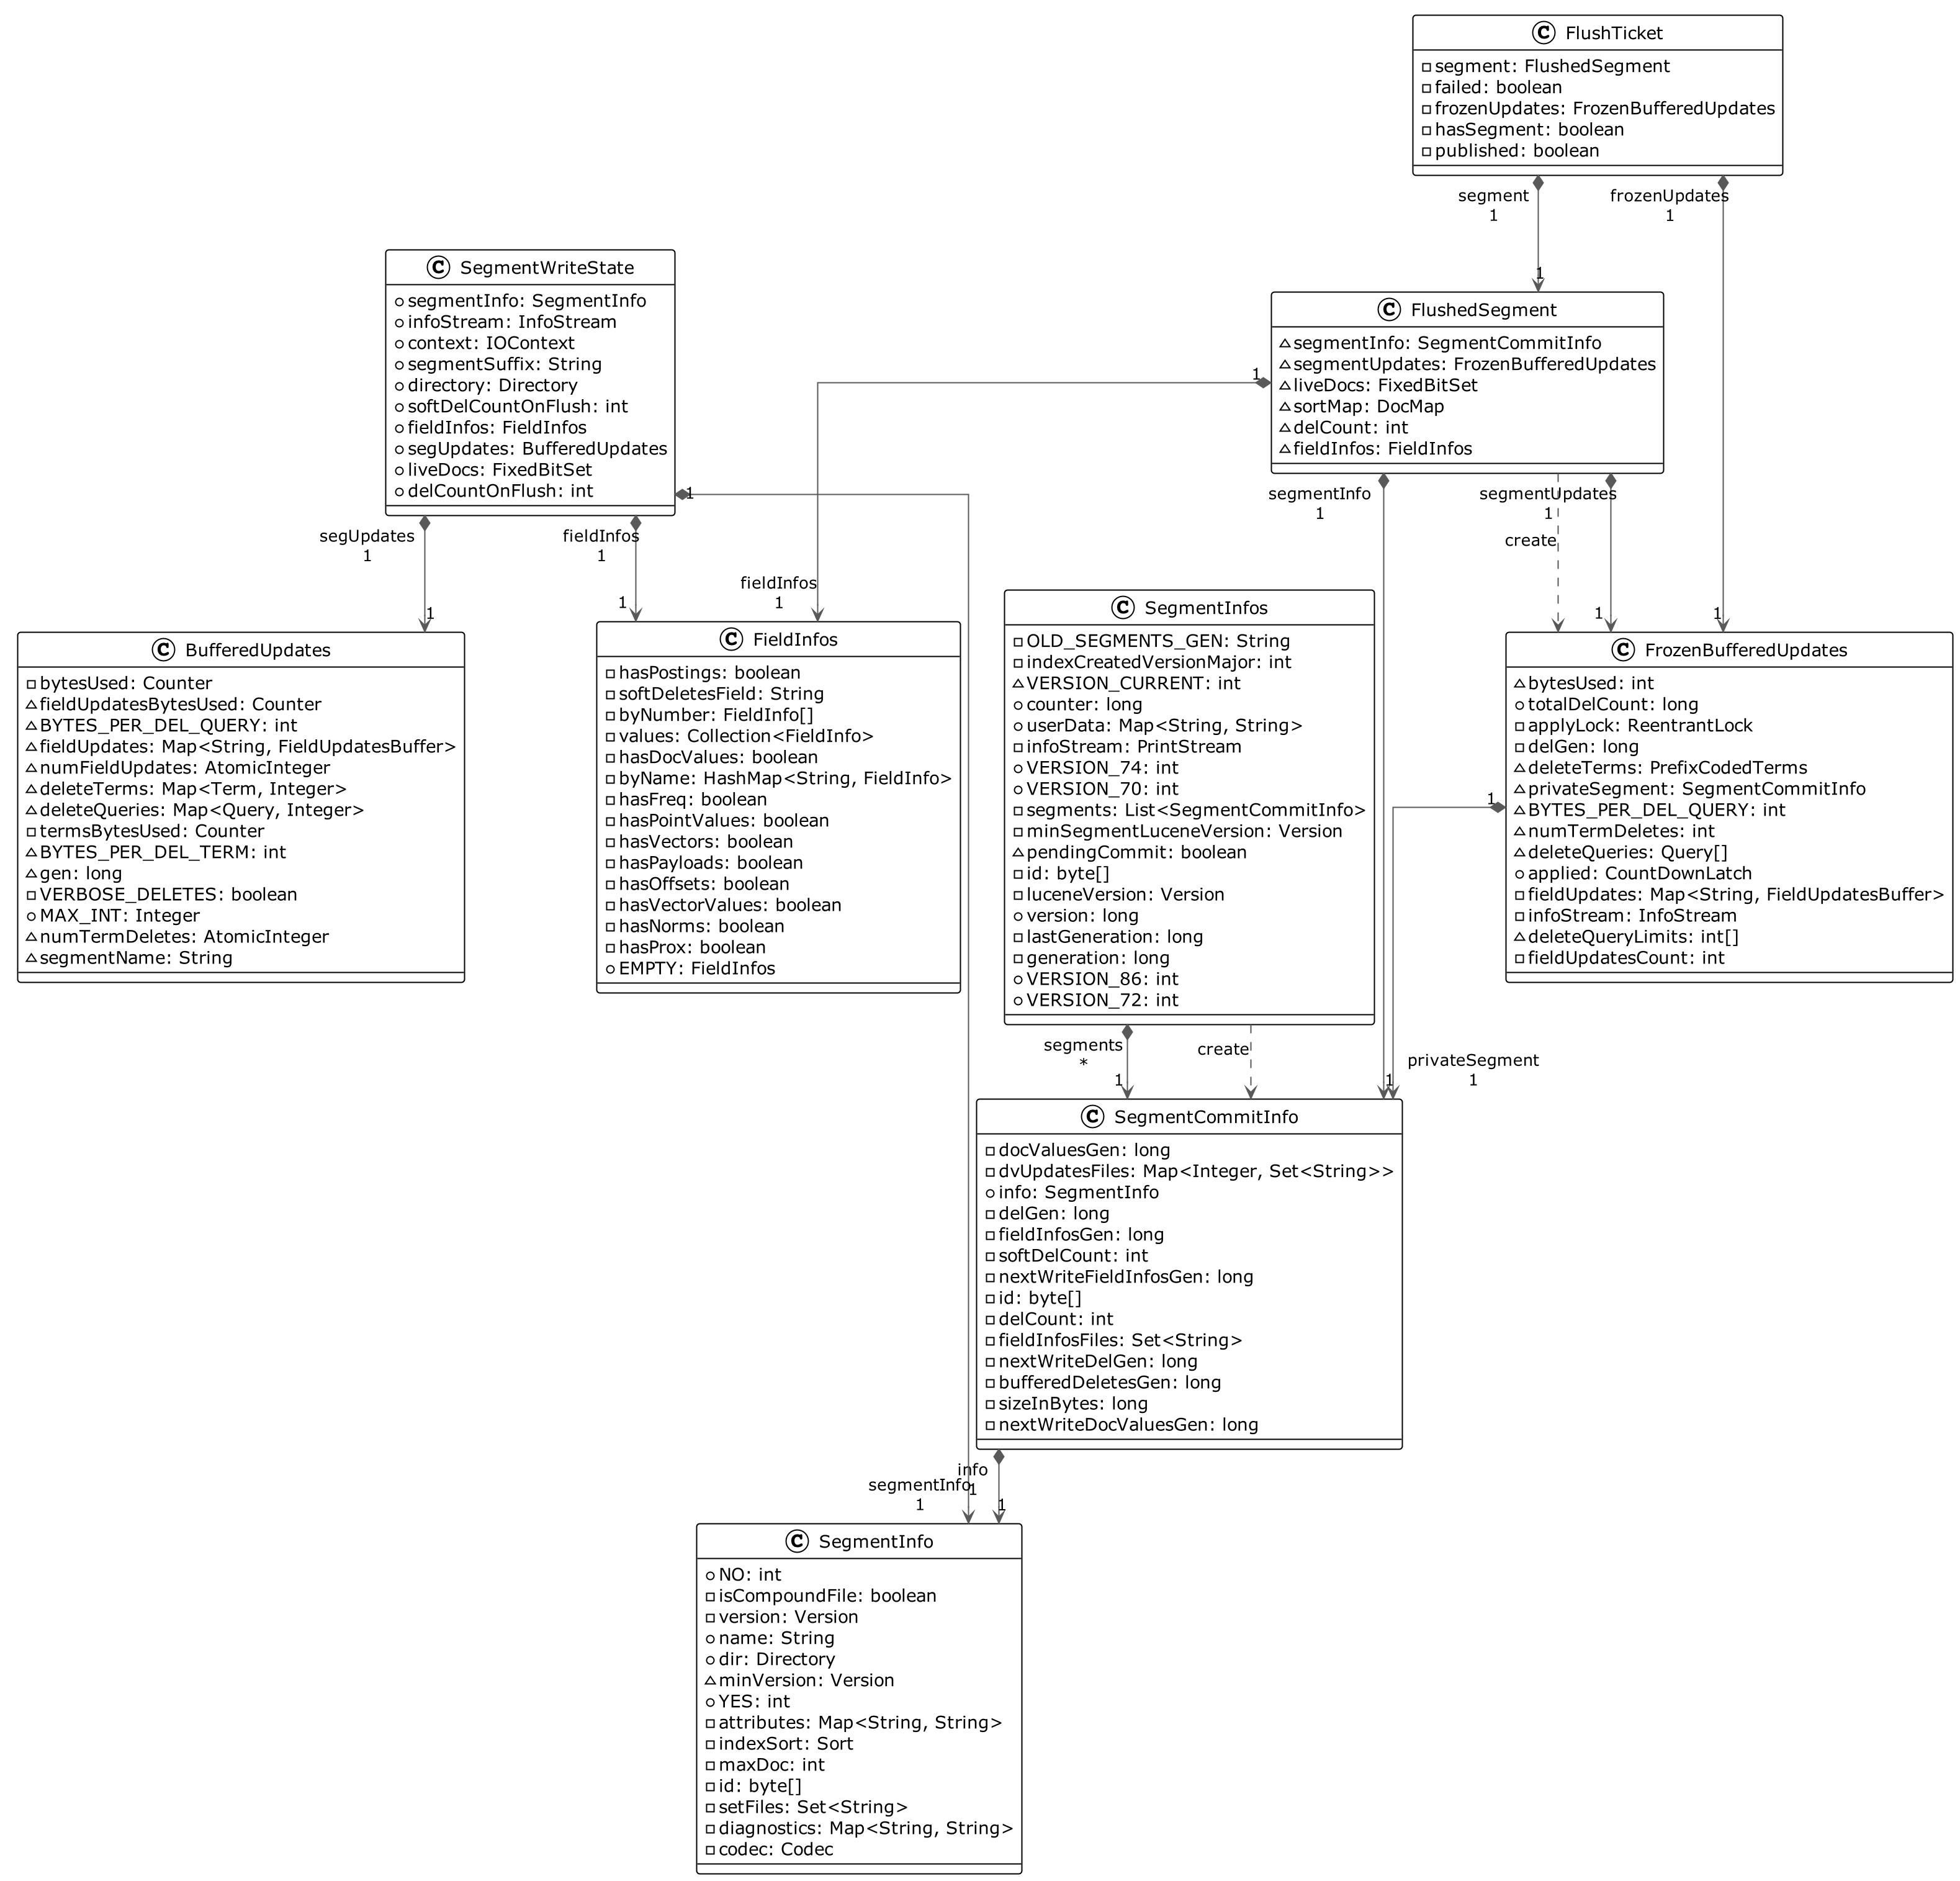 C FlushTicket
segment: FlushedSegment
failed: boolean
frozenUpdates: FrozenBufferedUpdates
hasSegment: boolean
published: boolean
segment
1
1
frozenUpdates
1
1
C SegmentWriteState
segmentInfo: SegmentInfo
infoStream: InfoStream
context: IOContext
segmentSuffix: String
directory: Directory
softDelCountOnFlush: int
fieldInfos: FieldInfos
segUpdates: BufferedUpdates
liveDocs: FixedBitSet
delCountOnFlush: int
segUpdates
1
1
fieldInfos
1
1
1
C FlushedSegment
segmentInfo: SegmentCommitInfo
segmentUpdates: FrozenBufferedUpdates
liveDocs: FixedBitSet
sortMap: DocMap
delCount: int
fieldInfos: FieldInfos
1
fieldInfos
1
segmentInfo
1
segmentUpdates
1
create
1
C BufferedUpdates
bytesUsed: Counter
fieldUpdatesBytesUsed: Counter
BYTES_PER_DEL_QUERY: int
fieldUpdates: Map<String, FieldUpdatesBuffer>
numFieldUpdates: AtomicInteger
deleteTerms: Map<Term, Integer>
deleteQueries: Map<Query, Integer>
termsBytesUsed: Counter
BYTES_PER_DEL_TERM: int
gen: long
VERBOSE_DELETES: boolean
MAX_INT: Integer
numTermDeletes: AtomicInteger
segmentName: String
C FieldInfos
hasPostings: boolean
softDeletesField: String
byNumber: FieldInfo[]
values: Collection<FieldInfo>
hasDocValues: boolean
byName: HashMap<String, FieldInfo>
hasFreq: boolean
hasPointValues: boolean
hasVectors: boolean
hasPayloads: boolean
hasOffsets: boolean
hasVectorValues: boolean
hasNorms: boolean
hasProx: boolean
EMPTY: FieldInfos
C SegmentInfos
OLD_SEGMENTS_GEN: String
indexCreatedVersionMajor: int
VERSION_CURRENT: int
counter: long
userData: Map<String, String>
infoStream: PrintStream
VERSION_74: int
VERSION_70: int
segments: List<SegmentCommitInfo>
minSegmentLuceneVersion: Version
pendingCommit: boolean
id: byte[]
luceneVersion: Version
version: long
lastGeneration: long
generation: long
VERSION_86: int
VERSION_72: int
C FrozenBufferedUpdates
bytesUsed: int
totalDelCount: long
applyLock: ReentrantLock
delGen: long
deleteTerms: PrefixCodedTerms
privateSegment: SegmentCommitInfo
BYTES_PER_DEL_QUERY: int
numTermDeletes: int
deleteQueries: Query[]
applied: CountDownLatch
fieldUpdates: Map<String, FieldUpdatesBuffer>
infoStream: InfoStream
deleteQueryLimits: int[]
fieldUpdatesCount: int
1
segments
*
1
create
1
privateSegment
1
C SegmentCommitInfo
docValuesGen: long
dvUpdatesFiles: Map<Integer, Set<String>>
info: SegmentInfo
delGen: long
fieldInfosGen: long
softDelCount: int
nextWriteFieldInfosGen: long
id: byte[]
delCount: int
fieldInfosFiles: Set<String>
nextWriteDelGen: long
bufferedDeletesGen: long
sizeInBytes: long
nextWriteDocValuesGen: long
info
1
1
segmentInfo
1
C SegmentInfo
NO: int
isCompoundFile: boolean
version: Version
name: String
dir: Directory
minVersion: Version
YES: int
attributes: Map<String, String>
indexSort: Sort
maxDoc: int
id: byte[]
setFiles: Set<String>
diagnostics: Map<String, String>
codec: Codec